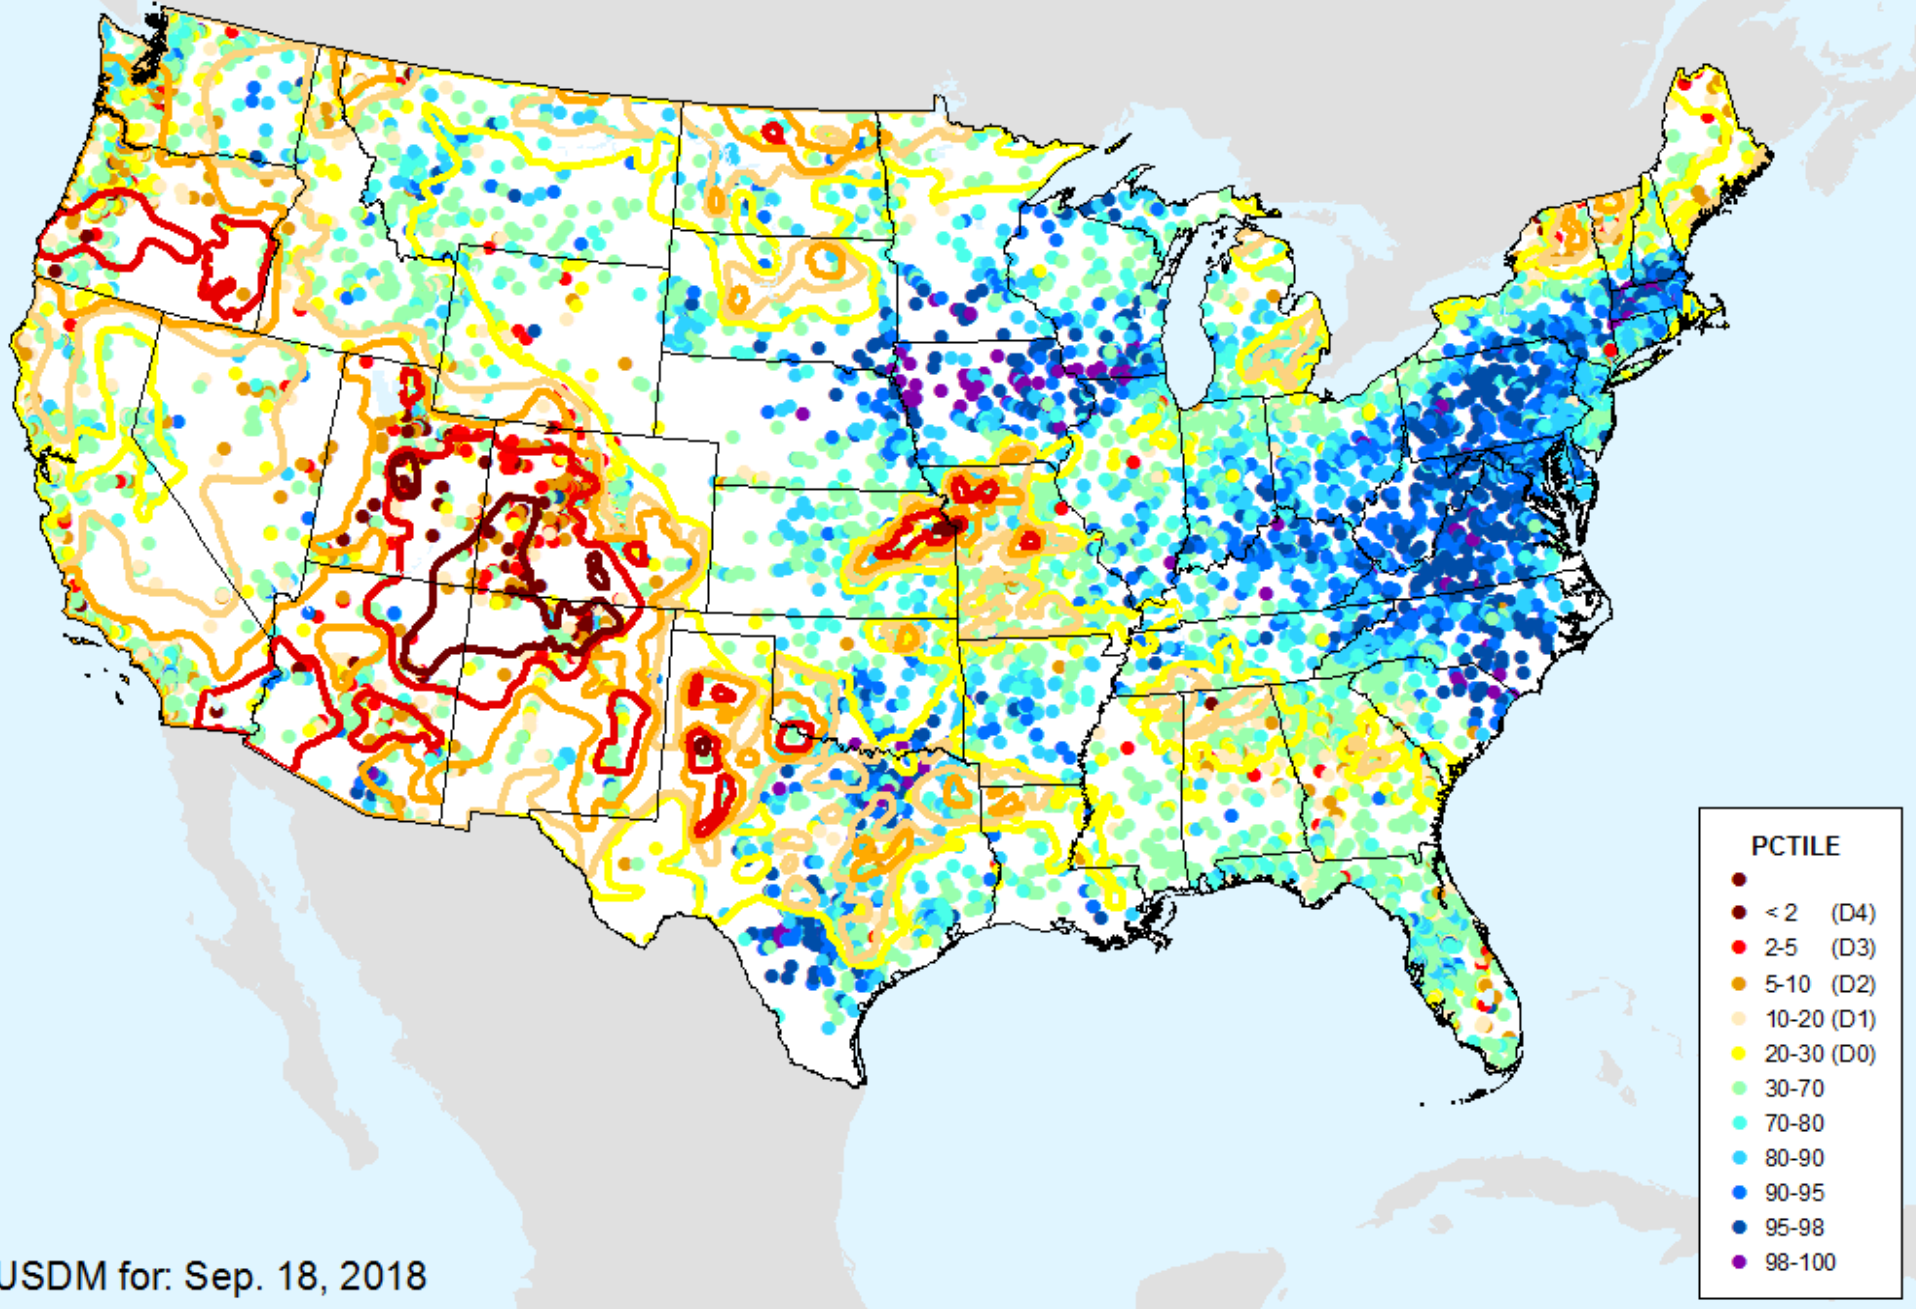 PCTILE
< 2 (D4)
2-5 (D3)
5-10 (D2)
10-20 (D1)
20-30 (D0)
30-70
70-80
80-90
90-95
95-98
98-100
USDM for: Sep. 18, 2018